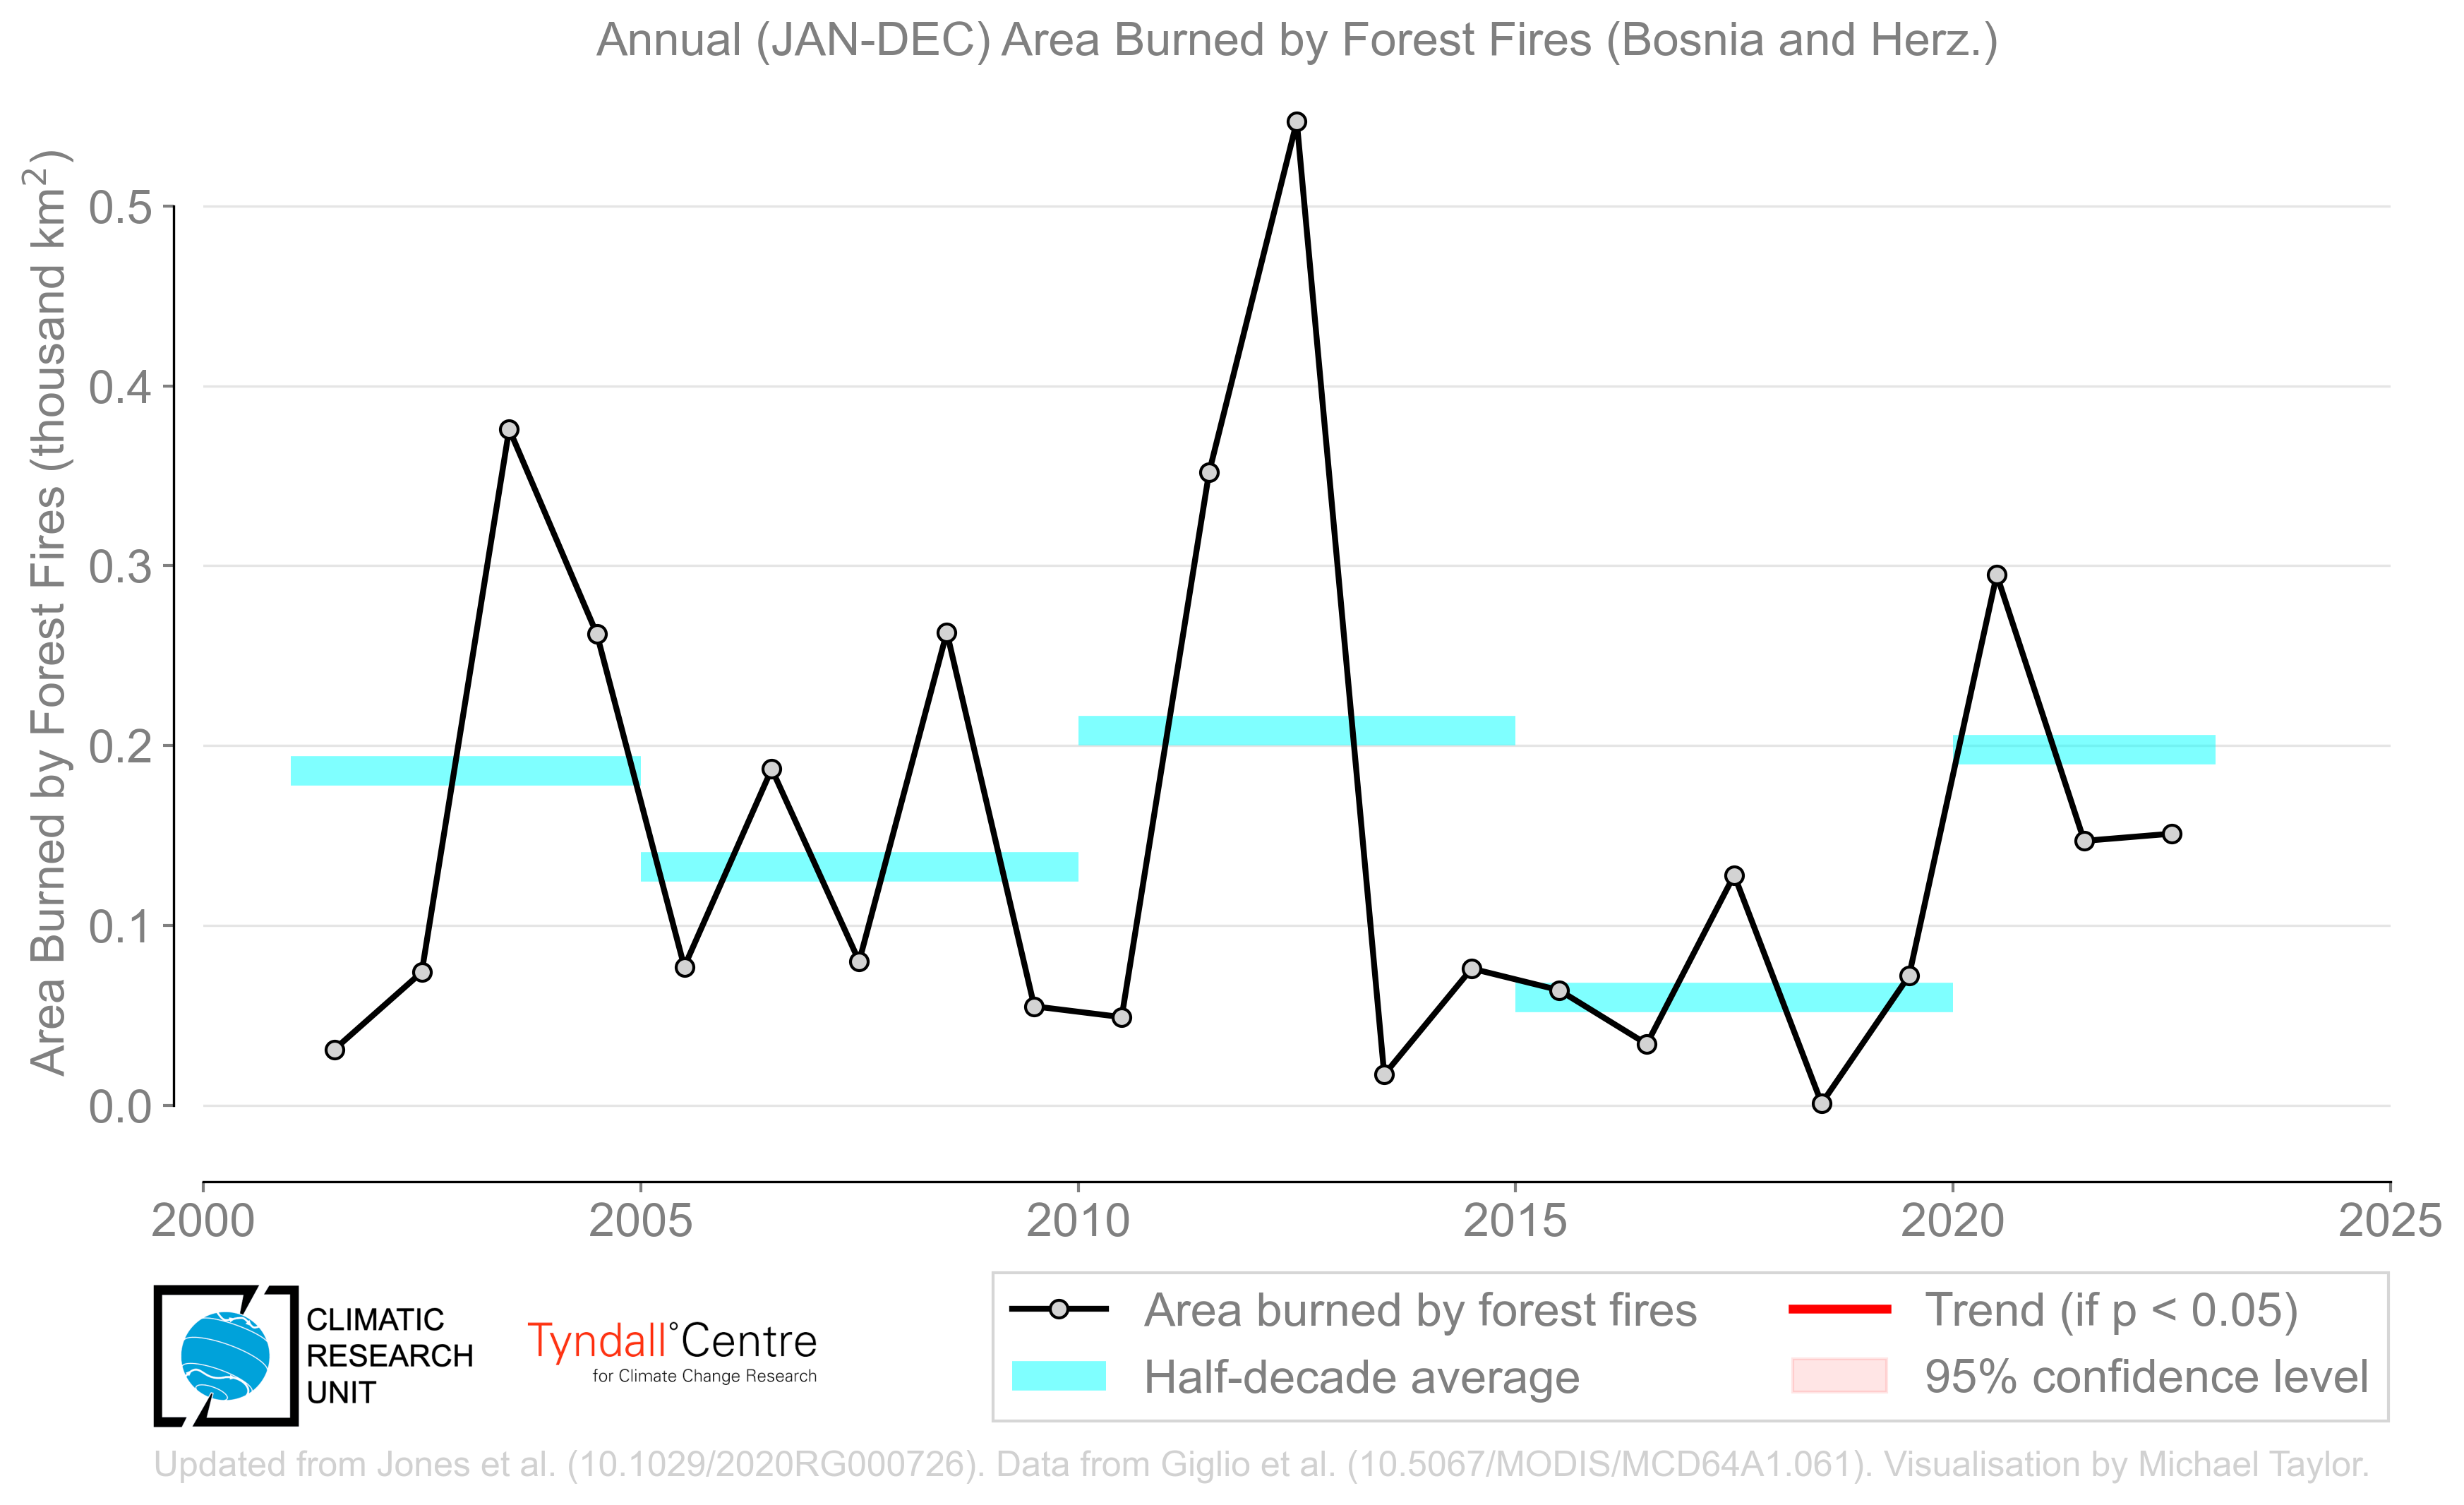 Annual (JAN-DEC) Area Burned by Forest Fires (Bosnia and Herz.)
Area Burned by Forest Fires (thousand km²)
0.5
0.4
0.3
0.2
0.1
0.0
2000 2005 2010 2015 2020 2025
CLIMATIC
RESEARCH
UNIT
Tyndall°Centre
for Climate Change Research
Area burned by forest fires
Half-decade average
Trend (if p < 0.05)
95% confidence level
Updated from Jones et al. (10.1029/2020RG000726). Data from Giglio et al. (10.5067/MODIS/MCD64A1.061). Visualisation by Michael Taylor.